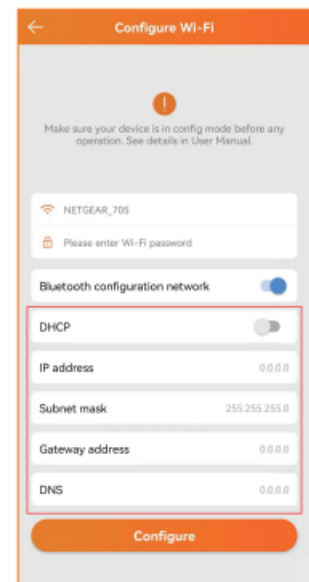 Configure Wi-Fi
!
Make sure your device is in config mode before any
operation. See details in User Manual.
NETGEAR_705
Please enter Wi-Fi password
Bluetooth configuration network
DHCP
IP address 0.0.0.0
Subnet mask 255.255.255.0
Gateway address 0.0.0.0
DNS 0.0.0.0
Configure